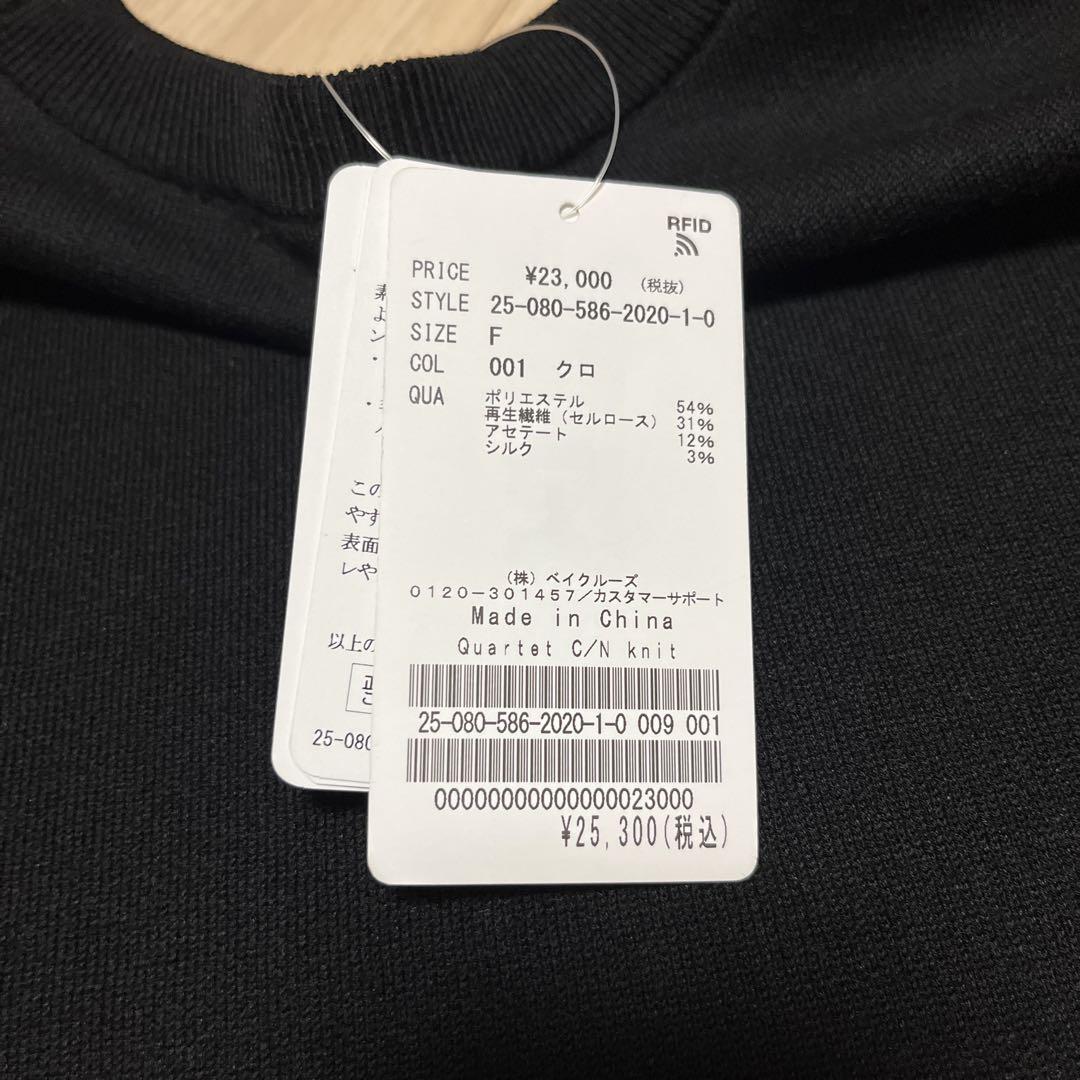 RFID
PRICE ¥23,000 (税抜)
STYLE 25-080-586-2020-1-0
SIZE F
COL 001 クロ
QUA ポリエステル 54%
再生繊維(セルロース) 31%
アセテート 12%
シルク 3%
(株)ベイクルーズ
0120-301457/カスタマーサポート
Made in China
Quartet C/N knit
25-080-586-2020-1-0 009 001
00000000000000023000
¥25,300(税込)
素
よ
ン
この
やす
表面
レや
以上の
25-080